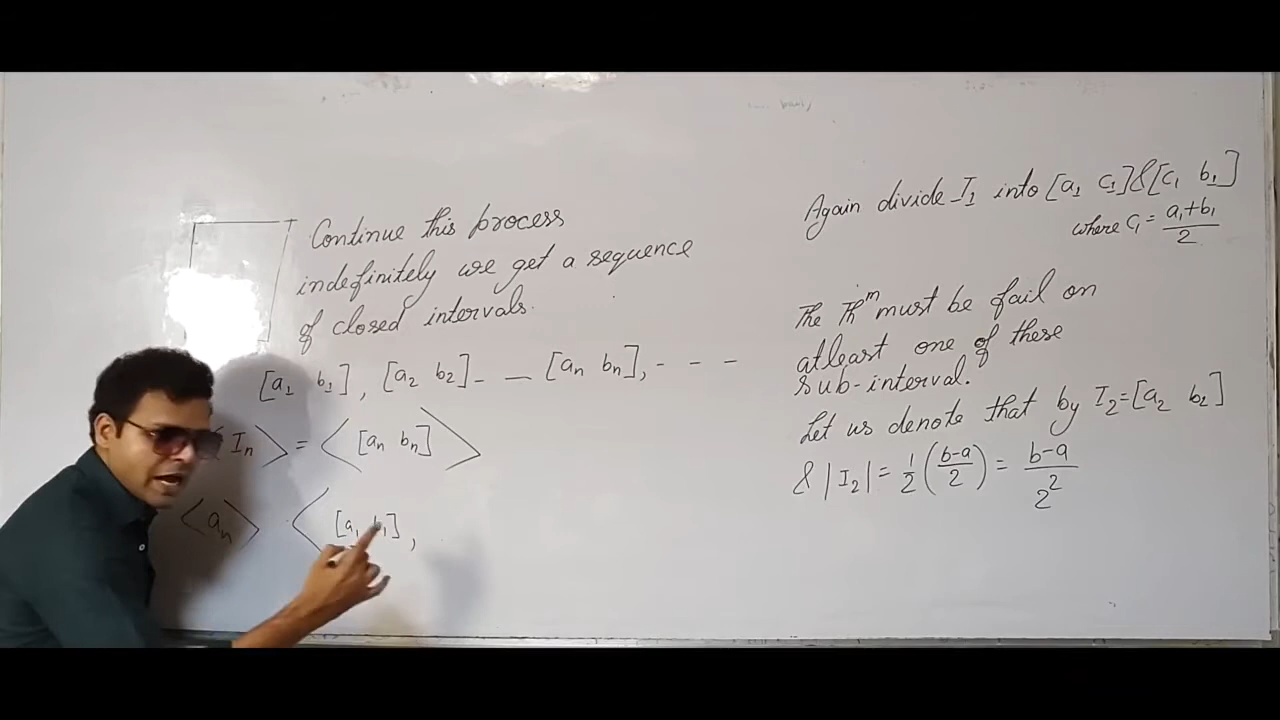 Continue this process
indefinitely we get a sequence
of closed intervals.
[a₁ b₁], [a₂ b₂]- — [aₙ bₙ], - - -
Iₙ > = < [aₙ bₙ] >
< aₙ > < [a₁ b₁],
Again divide I₁ into [a₁ c₁] & [c₁ b₁]
where c₁ = (a₁+b₁)/2
The Thᵐ must be fail on
atleast one of these
sub-interval.
Let us denote that by I₂=[a₂ b₂]
& |I₂| = 1/2 ((b-a)/2) = (b-a)/2²